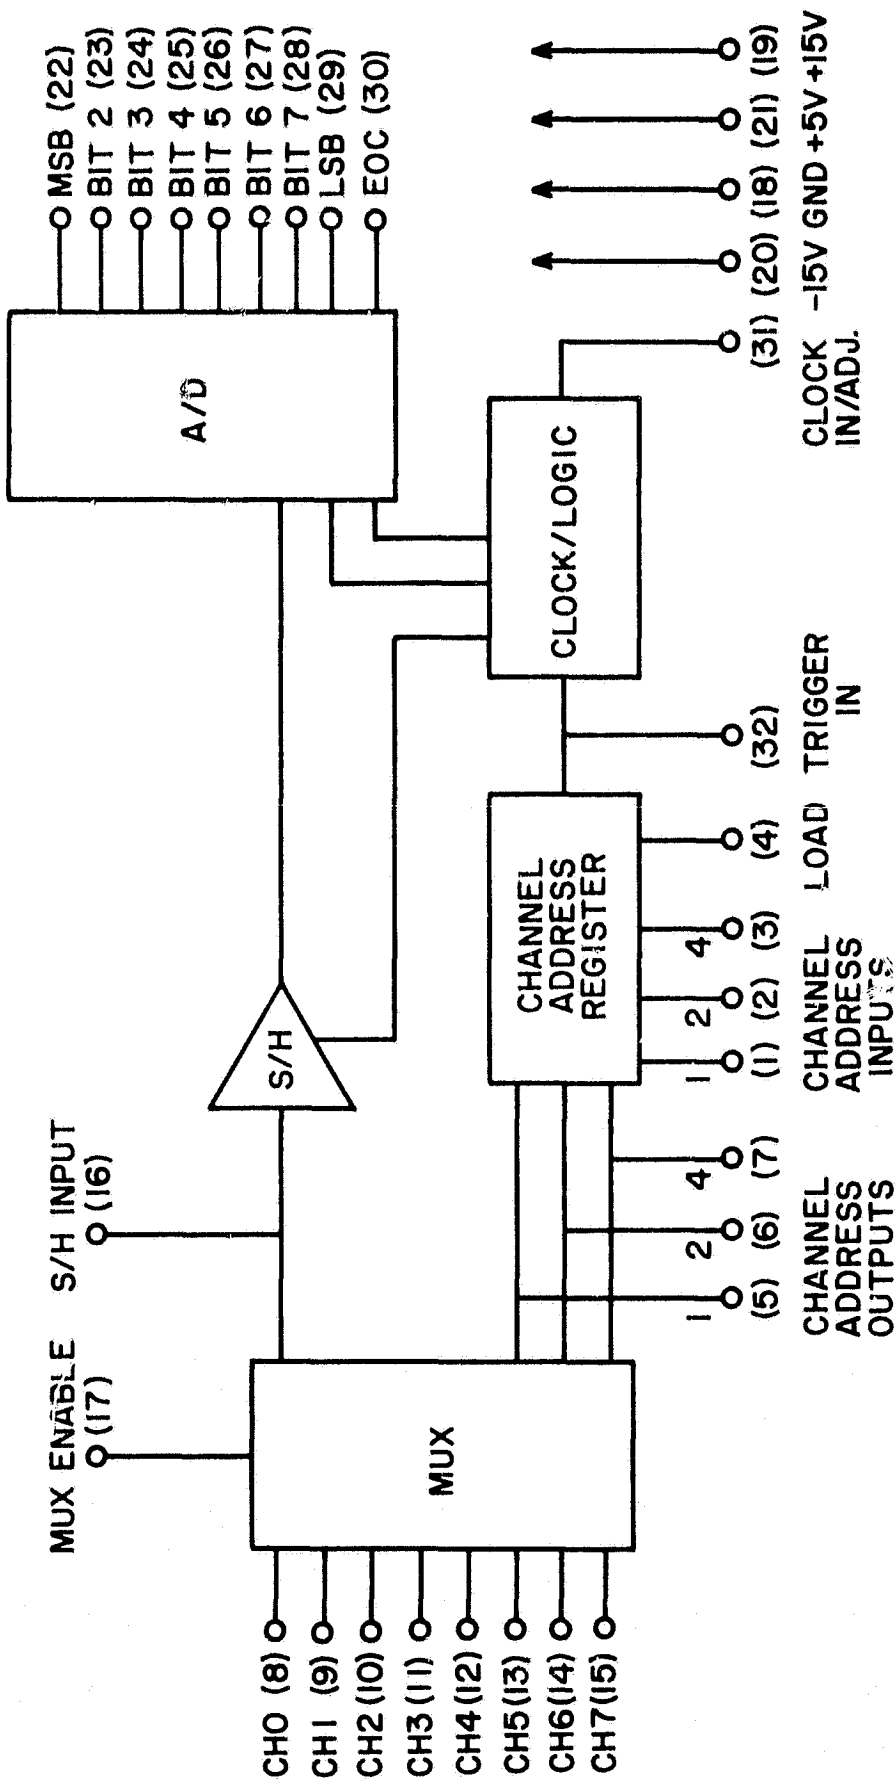 MUX ENABLE
(17)
S/H INPUT
(16)
CH0 (8)
CH1 (9)
CH2 (10)
CH3 (11)
CH4 (12)
CH5 (13)
CH6 (14)
CH7 (15)
MUX
S/H
A/D
MSB (22)
BIT 2 (23)
BIT 3 (24)
BIT 4 (25)
BIT 5 (26)
BIT 6 (27)
BIT 7 (28)
LSB (29)
EOC (30)
CHANNEL
ADDRESS
REGISTER
CLOCK/LOGIC
1 2 4
(5) (6) (7)
CHANNEL
ADDRESS
OUTPUTS
1 2 4
(1) (2) (3)
CHANNEL
ADDRESS
INPUTS
(4)
LOAD
(32)
TRIGGER
IN
(31)
CLOCK
IN/ADJ.
(20) (18) (21) (19)
-15V GND +5V +15V